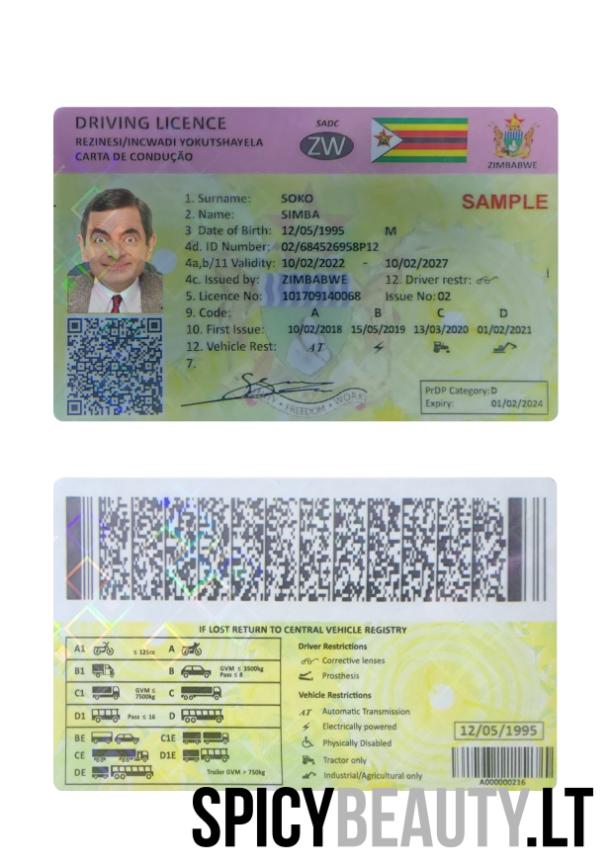 DRIVING LICENCE
REZINESI/INCWADI YOKUTSHAYELA
CARTA DE CONDUÇÃO
SADC
ZW
ZIMBABWE
SAMPLE
1. Surname: SOKO
2. Name: SIMBA
3 Date of Birth: 12/05/1995 M
4d. ID Number: 02/684526958P12
4a,b/11 Validity: 10/02/2022 - 10/02/2027
4c. Issued by: ZIMBABWE 12. Driver restr:
5. Licence No: 101709140068 Issue No: 02
9. Code: A B C D
10. First Issue: 10/02/2018 15/05/2019 13/03/2020 01/02/2021
12. Vehicle Rest: AT
7.
FREEDOM • WORK
PrDP Category: D
Expiry: 01/02/2024
IF LOST RETURN TO CENTRAL VEHICLE REGISTRY
A1 ≤ 125cc A
B1 B GVM ≤ 3500kg Pass ≤ 8
C1 GVM ≤ 7500kg C
D1 Pass ≤ 16 D
BE C1E
CE D1E
DE Trailer GVM > 750kg
Driver Restrictions
Corrective lenses
Prosthesis
Vehicle Restrictions
AT Automatic Transmission
Electrically powered
Physically Disabled
Tractor only
Industrial/Agricultural only
12/05/1995
A000000216
SPICYBEAUTY.LT